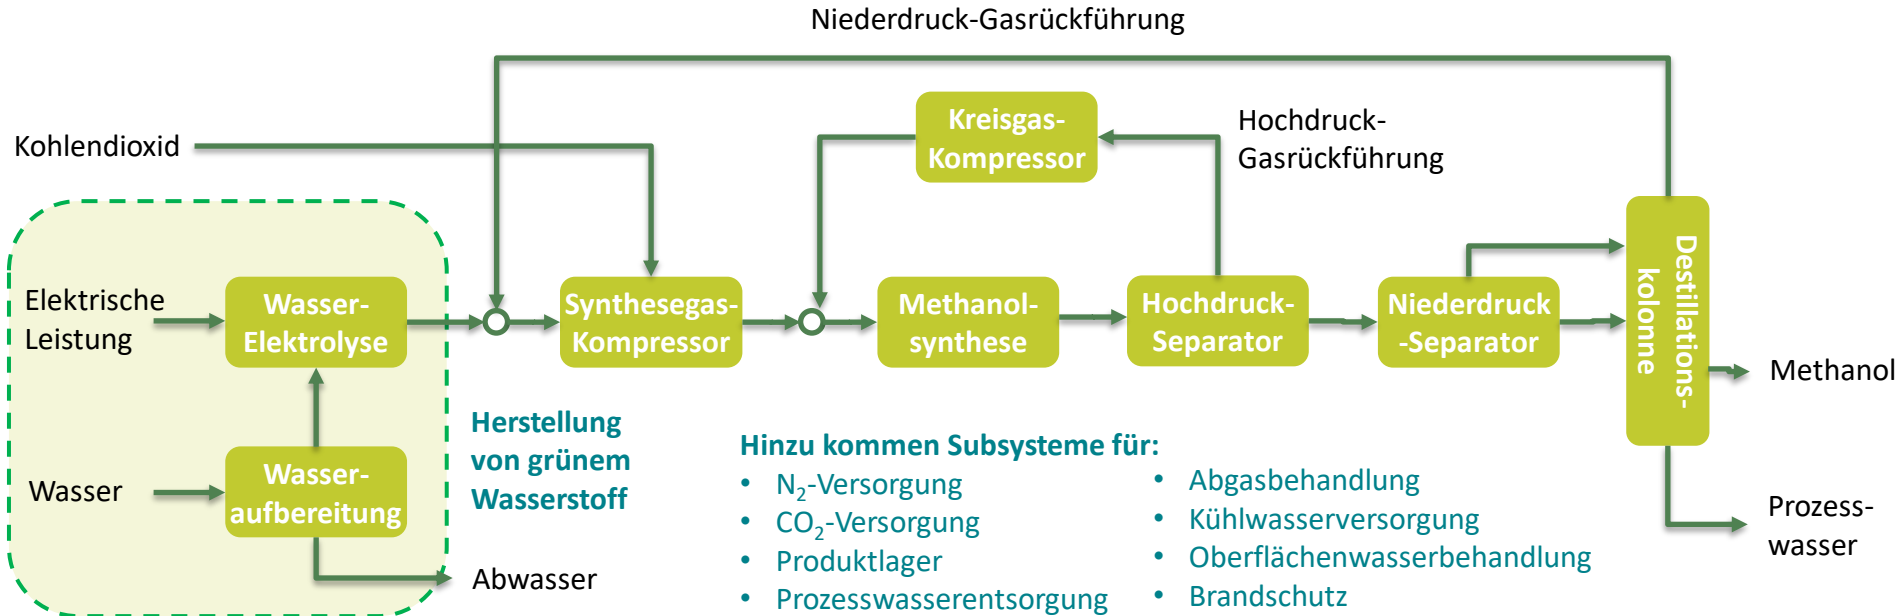 Niederdruck-Gasrückführung
Kohlendioxid
Kreisgas-
Kompressor
Hochdruck-
Gasrückführung
Elektrische
Leistung
Wasser-
Elektrolyse
Synthesegas-
Kompressor
Methanol-
synthese
Hochdruck-
Separator
Niederdruck
-Separator
Destillations-
kolonne
Methanol
Wasser
Wasser-
aufbereitung
Herstellung
von grünem
Wasserstoff
Abwasser
Hinzu kommen Subsysteme für:
• N₂-Versorgung
• CO₂-Versorgung
• Produktlager
• Prozesswasserentsorgung
• Abgasbehandlung
• Kühlwasserversorgung
• Oberflächenwasserbehandlung
• Brandschutz
Prozess-
wasser